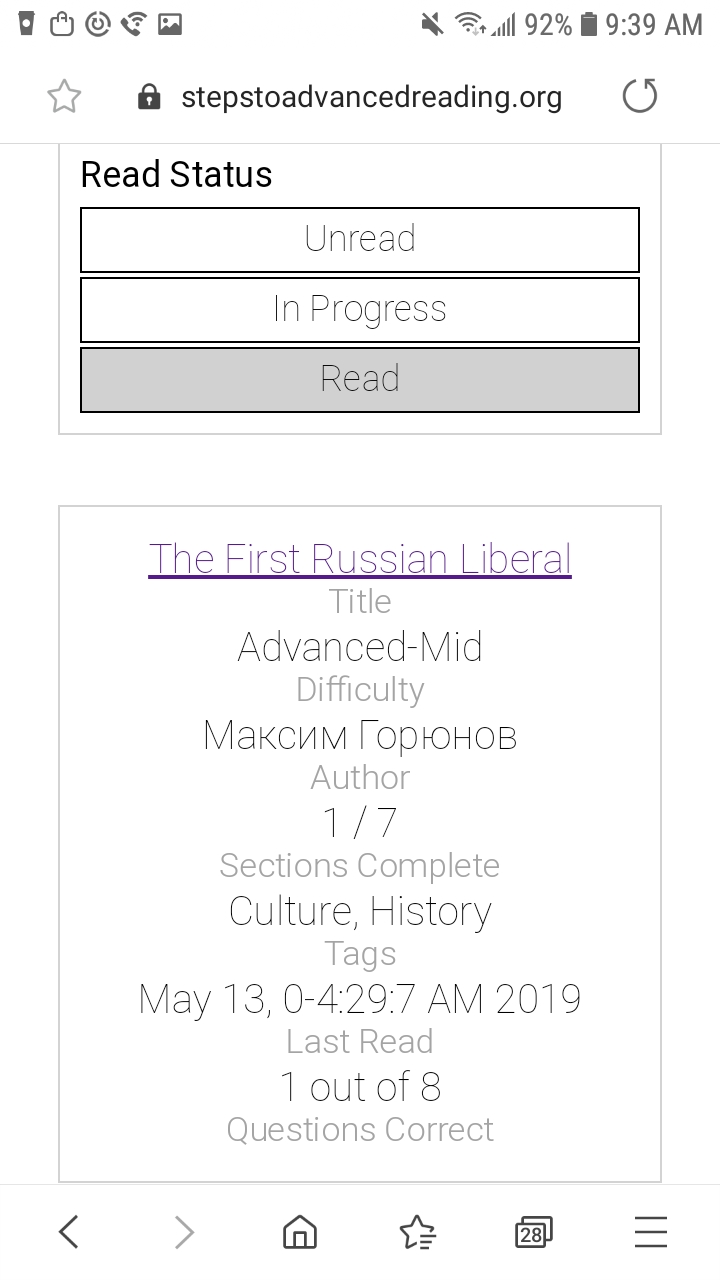 92% 9:39 AM
stepstoadvancedreading.org
Read Status
Unread
In Progress
Read
The First Russian Liberal
Title
Advanced-Mid
Difficulty
Максим Горюнов
Author
1 / 7
Sections Complete
Culture, History
Tags
May 13, 0-4:29:7 AM 2019
Last Read
1 out of 8
Questions Correct
28